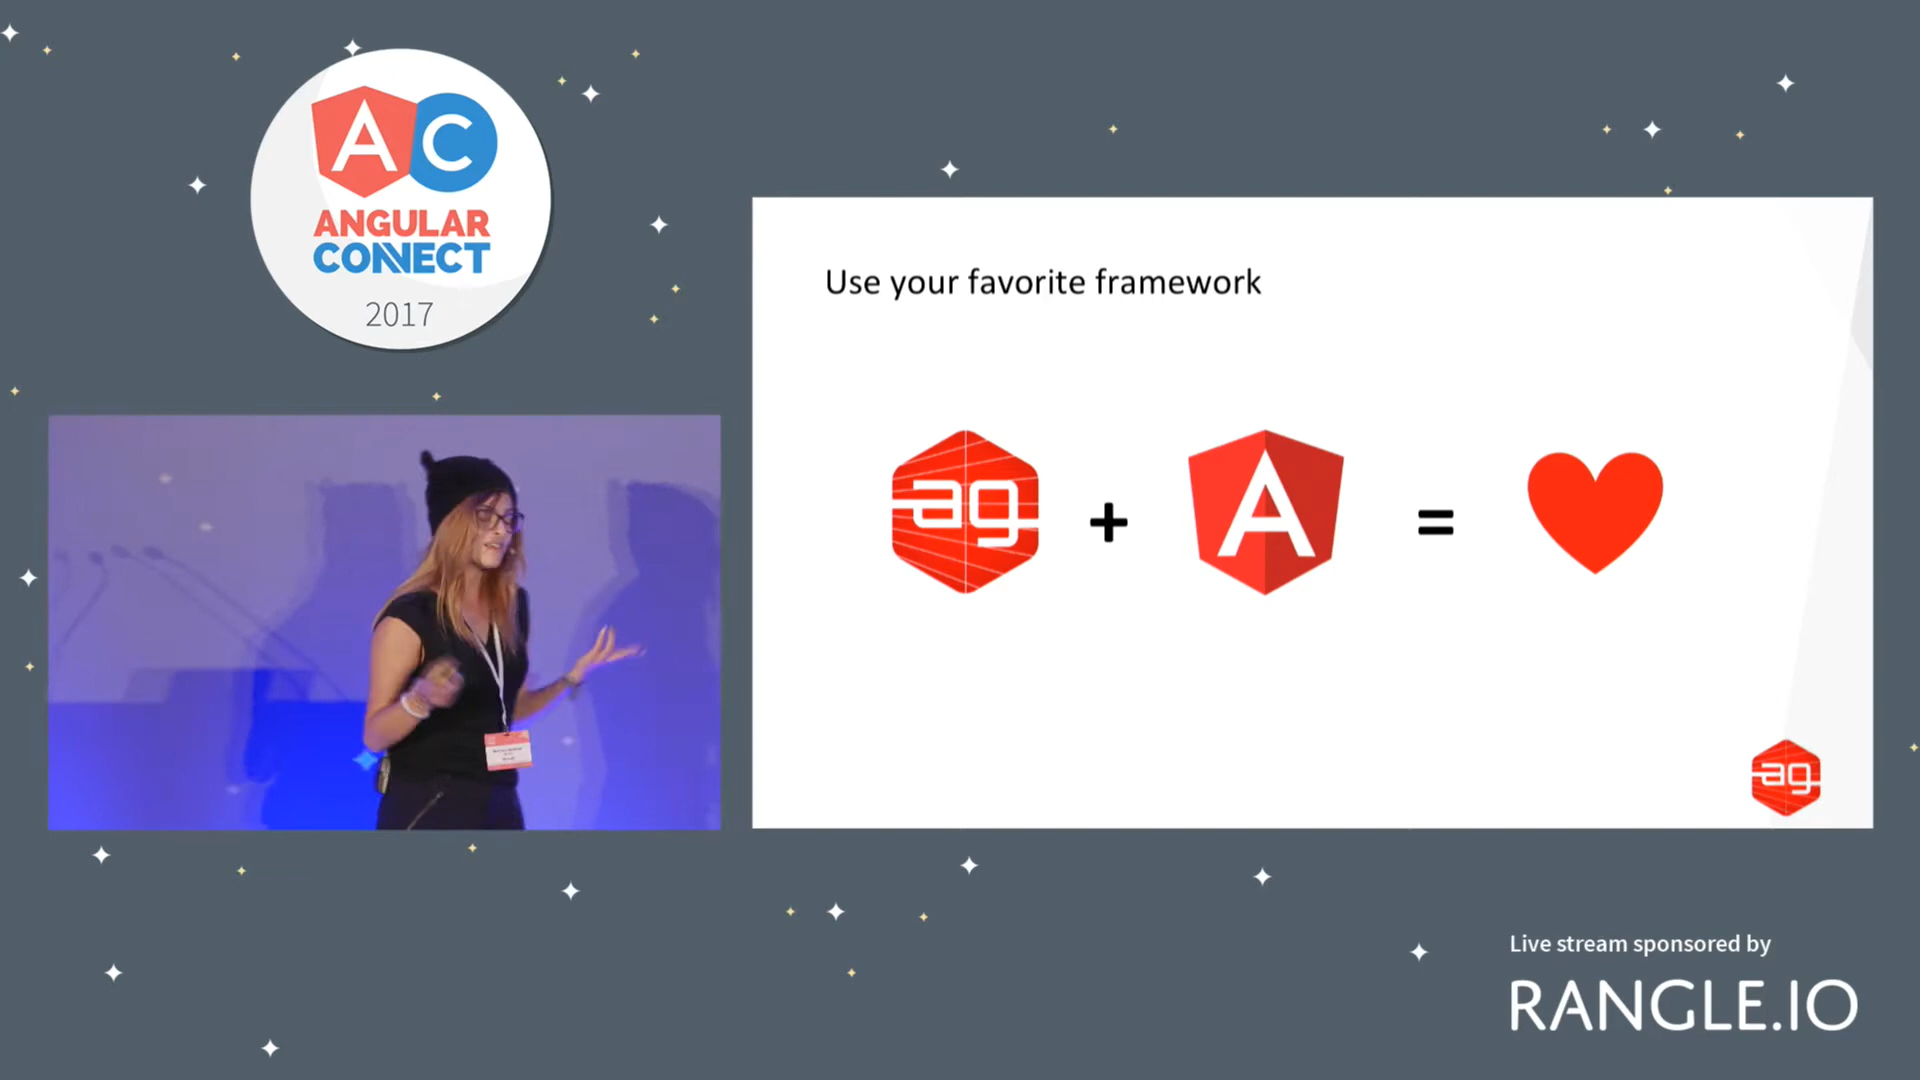 AC
ANGULAR
CONNECT
2017
Use your favorite framework
ag + A =
ag
Live stream sponsored by
RANGLE.IO